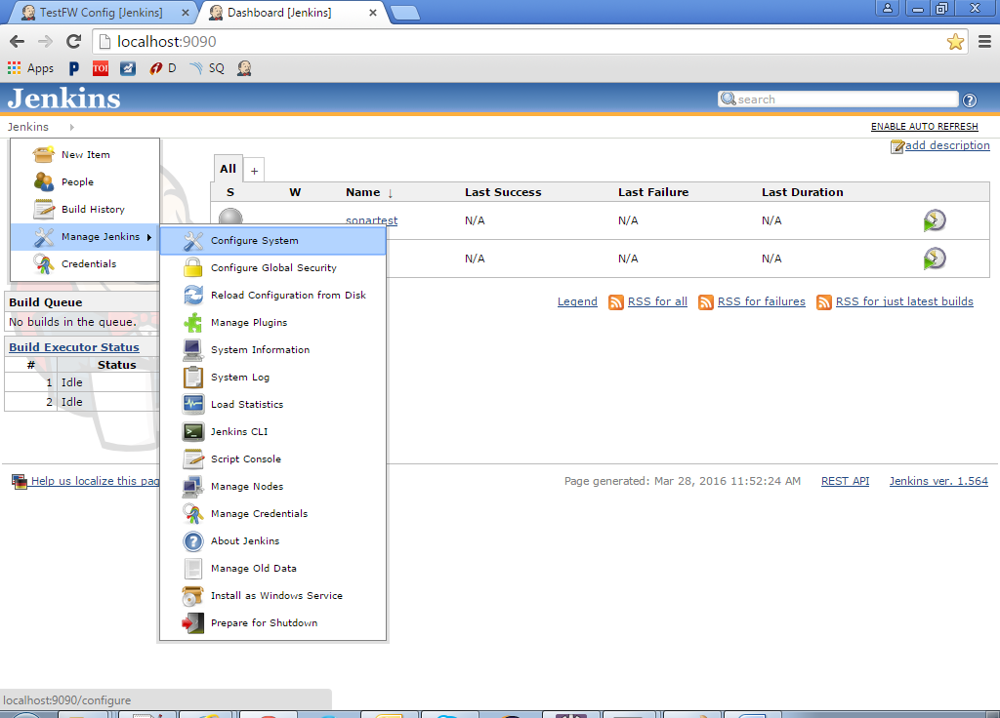 TestFW Config [Jenkins]
Dashboard [Jenkins]
localhost:9090
Apps
P
TOI
D
SQ
Jenkins
search
Jenkins
ENABLE AUTO REFRESH
add description
New Item
People
Build History
Manage Jenkins
Credentials
All +
S W Name ↓ Last Success Last Failure Last Duration
sonartest N/A N/A N/A
N/A N/A N/A
Configure System
Configure Global Security
Reload Configuration from Disk
Manage Plugins
System Information
System Log
Load Statistics
Jenkins CLI
Script Console
Manage Nodes
Manage Credentials
About Jenkins
Manage Old Data
Install as Windows Service
Prepare for Shutdown
Legend RSS for all RSS for failures RSS for just latest builds
Build Queue
No builds in the queue.
Build Executor Status
# Status
1 Idle
2 Idle
Help us localize this pag
Page generated: Mar 28, 2016 11:52:24 AM REST API Jenkins ver. 1.564
localhost:9090/configure